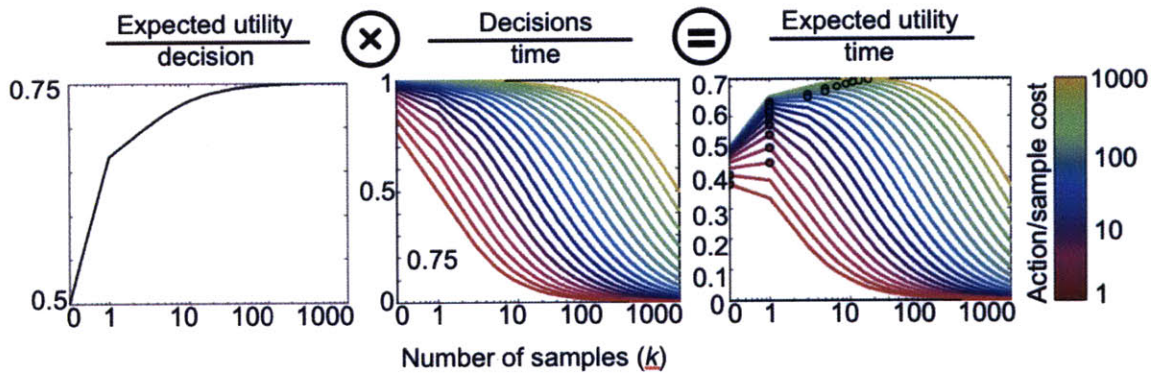 Expected utility
decision
×
Decisions
time
=
Expected utility
time
0.75
0.5
0 1 10 100 1000
1
0.5
0.75
0
0 1 10 100 1000
0.7
0.6
0.5
0.4
0.3
0.2
0.1
0
0 1 10 100 1000
Action/sample cost
1000
100
10
1
Number of samples (k)